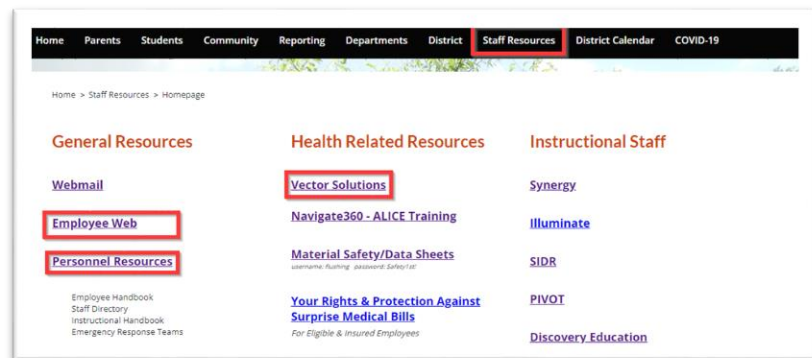 Home Parents Students Community Reporting Departments District Staff Resources District Calendar COVID-19
Home > Staff Resources > Homepage
General Resources
Webmail
Employee Web
Personnel Resources
Employee Handbook
Staff Directory
Instructional Handbook
Emergency Response Teams
Health Related Resources
Vector Solutions
Navigate360 - ALICE Training
Material Safety/Data Sheets
username: flushing password: Safety1st!
Your Rights & Protection Against
Surprise Medical Bills
For Eligible & Insured Employees
Instructional Staff
Synergy
Illuminate
SIDR
PIVOT
Discovery Education